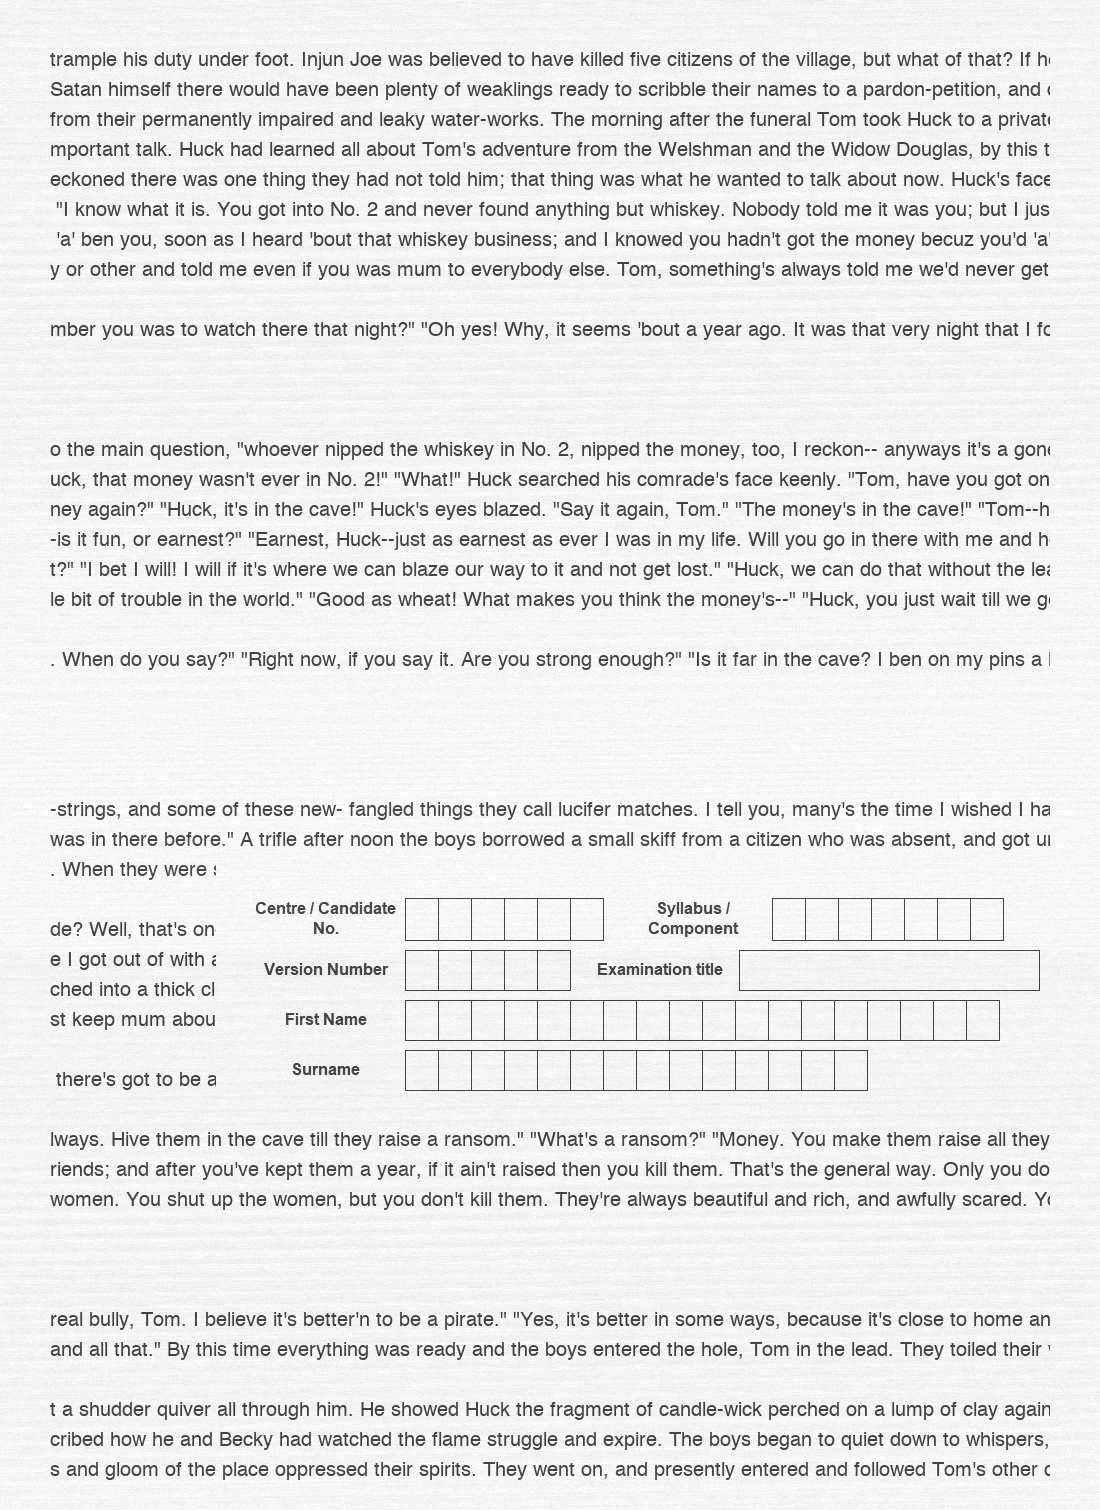 trample his duty under foot. Injun Joe was believed to have killed five citizens of the village, but what of that? If
Satan himself there would have been plenty of weaklings ready to scribble their names to a pardon-petition, and
from their permanently impaired and leaky water-works. The morning after the funeral Tom took Huck to a private
mportant talk. Huck had learned all about Tom's adventure from the Welshman and the Widow Douglas, by this
eckoned there was one thing they had not told him; that thing was what he wanted to talk about now. Huck's face
"I know what it is. You got into No. 2 and never found anything but whiskey. Nobody told me it was you; but I jus
'a' ben you, soon as I heard 'bout that whiskey business; and I knowed you hadn't got the money becuz you'd 'a'
y or other and told me even if you was mum to everybody else. Tom, something's always told me we'd never get
mber you was to watch there that night?" "Oh yes! Why, it seems 'bout a year ago. It was that very night that I
o the main question, "whoever nipped the whiskey in No. 2, nipped the money, too, I reckon-- anyways it's a
uck, that money wasn't ever in No. 2!" "What!" Huck searched his comrade's face keenly. "Tom, have you got on
ney again?" "Huck, it's in the cave!" Huck's eyes blazed. "Say it again, Tom." "The money's in the cave!" "Tom--h
-is it fun, or earnest?" "Earnest, Huck--just as earnest as ever I was in my life. Will you go in there with me and
t?" "I bet I will! I will if it's where we can blaze our way to it and not get lost." "Huck, we can do that without the
le bit of trouble in the world." "Good as wheat! What makes you think the money's--" "Huck, you just wait till we
. When do you say?" "Right now, if you say it. Are you strong enough?" "Is it far in the cave? I ben on my pins a
-strings, and some of these new- fangled things they call lucifer matches. I tell you, many's the time I wished I ha
was in there before." A trifle after noon the boys borrowed a small skiff from a citizen who was absent, and got
. When they were
Centre / Candidate No.
Syllabus / Component
de? Well, that's on
e I got out of with
Version Number
Examination title
ched into a thick cl
st keep mum abou
First Name
there's got to be a
Surname
lways. Hive them in the cave till they raise a ransom." "What's a ransom?" "Money. You make them raise all they
riends; and after you've kept them a year, if it ain't raised then you kill them. That's the general way. Only you do
women. You shut up the women, but you don't kill them. They're always beautiful and rich, and awfully scared.
real bully, Tom. I believe it's better'n to be a pirate." "Yes, it's better in some ways, because it's close to home an
and all that." By this time everything was ready and the boys entered the hole, Tom in the lead. They toiled their
t a shudder quiver all through him. He showed Huck the fragment of candle-wick perched on a lump of clay again
cribed how he and Becky had watched the flame struggle and expire. The boys began to quiet down to whispers,
s and gloom of the place oppressed their spirits. They went on, and presently entered and followed Tom's other